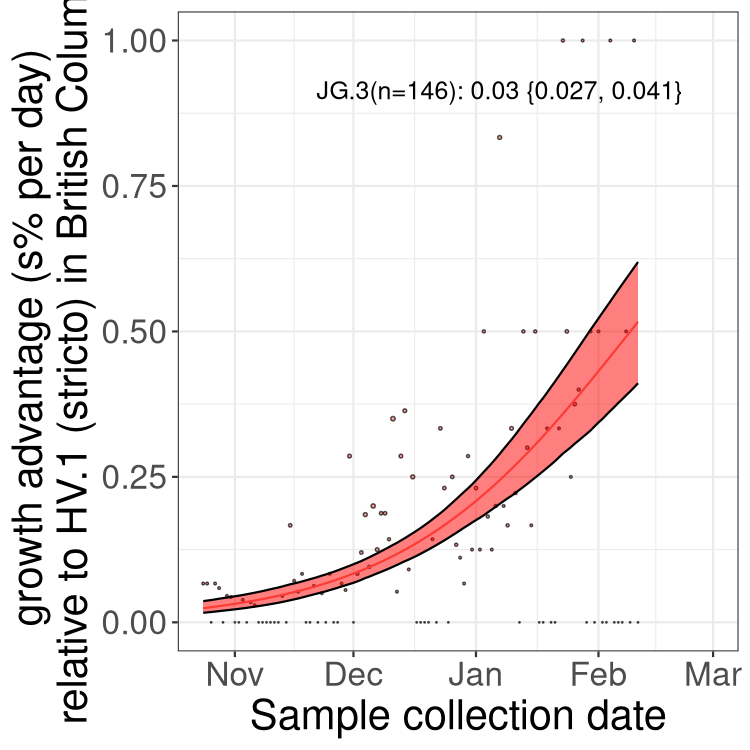 growth advantage (s% per day)
relative to HV.1 (stricto) in British Colum
1.00
0.75
0.50
0.25
0.00
JG.3(n=146): 0.03 {0.027, 0.041}
Nov Dec Jan Feb Mar
Sample collection date